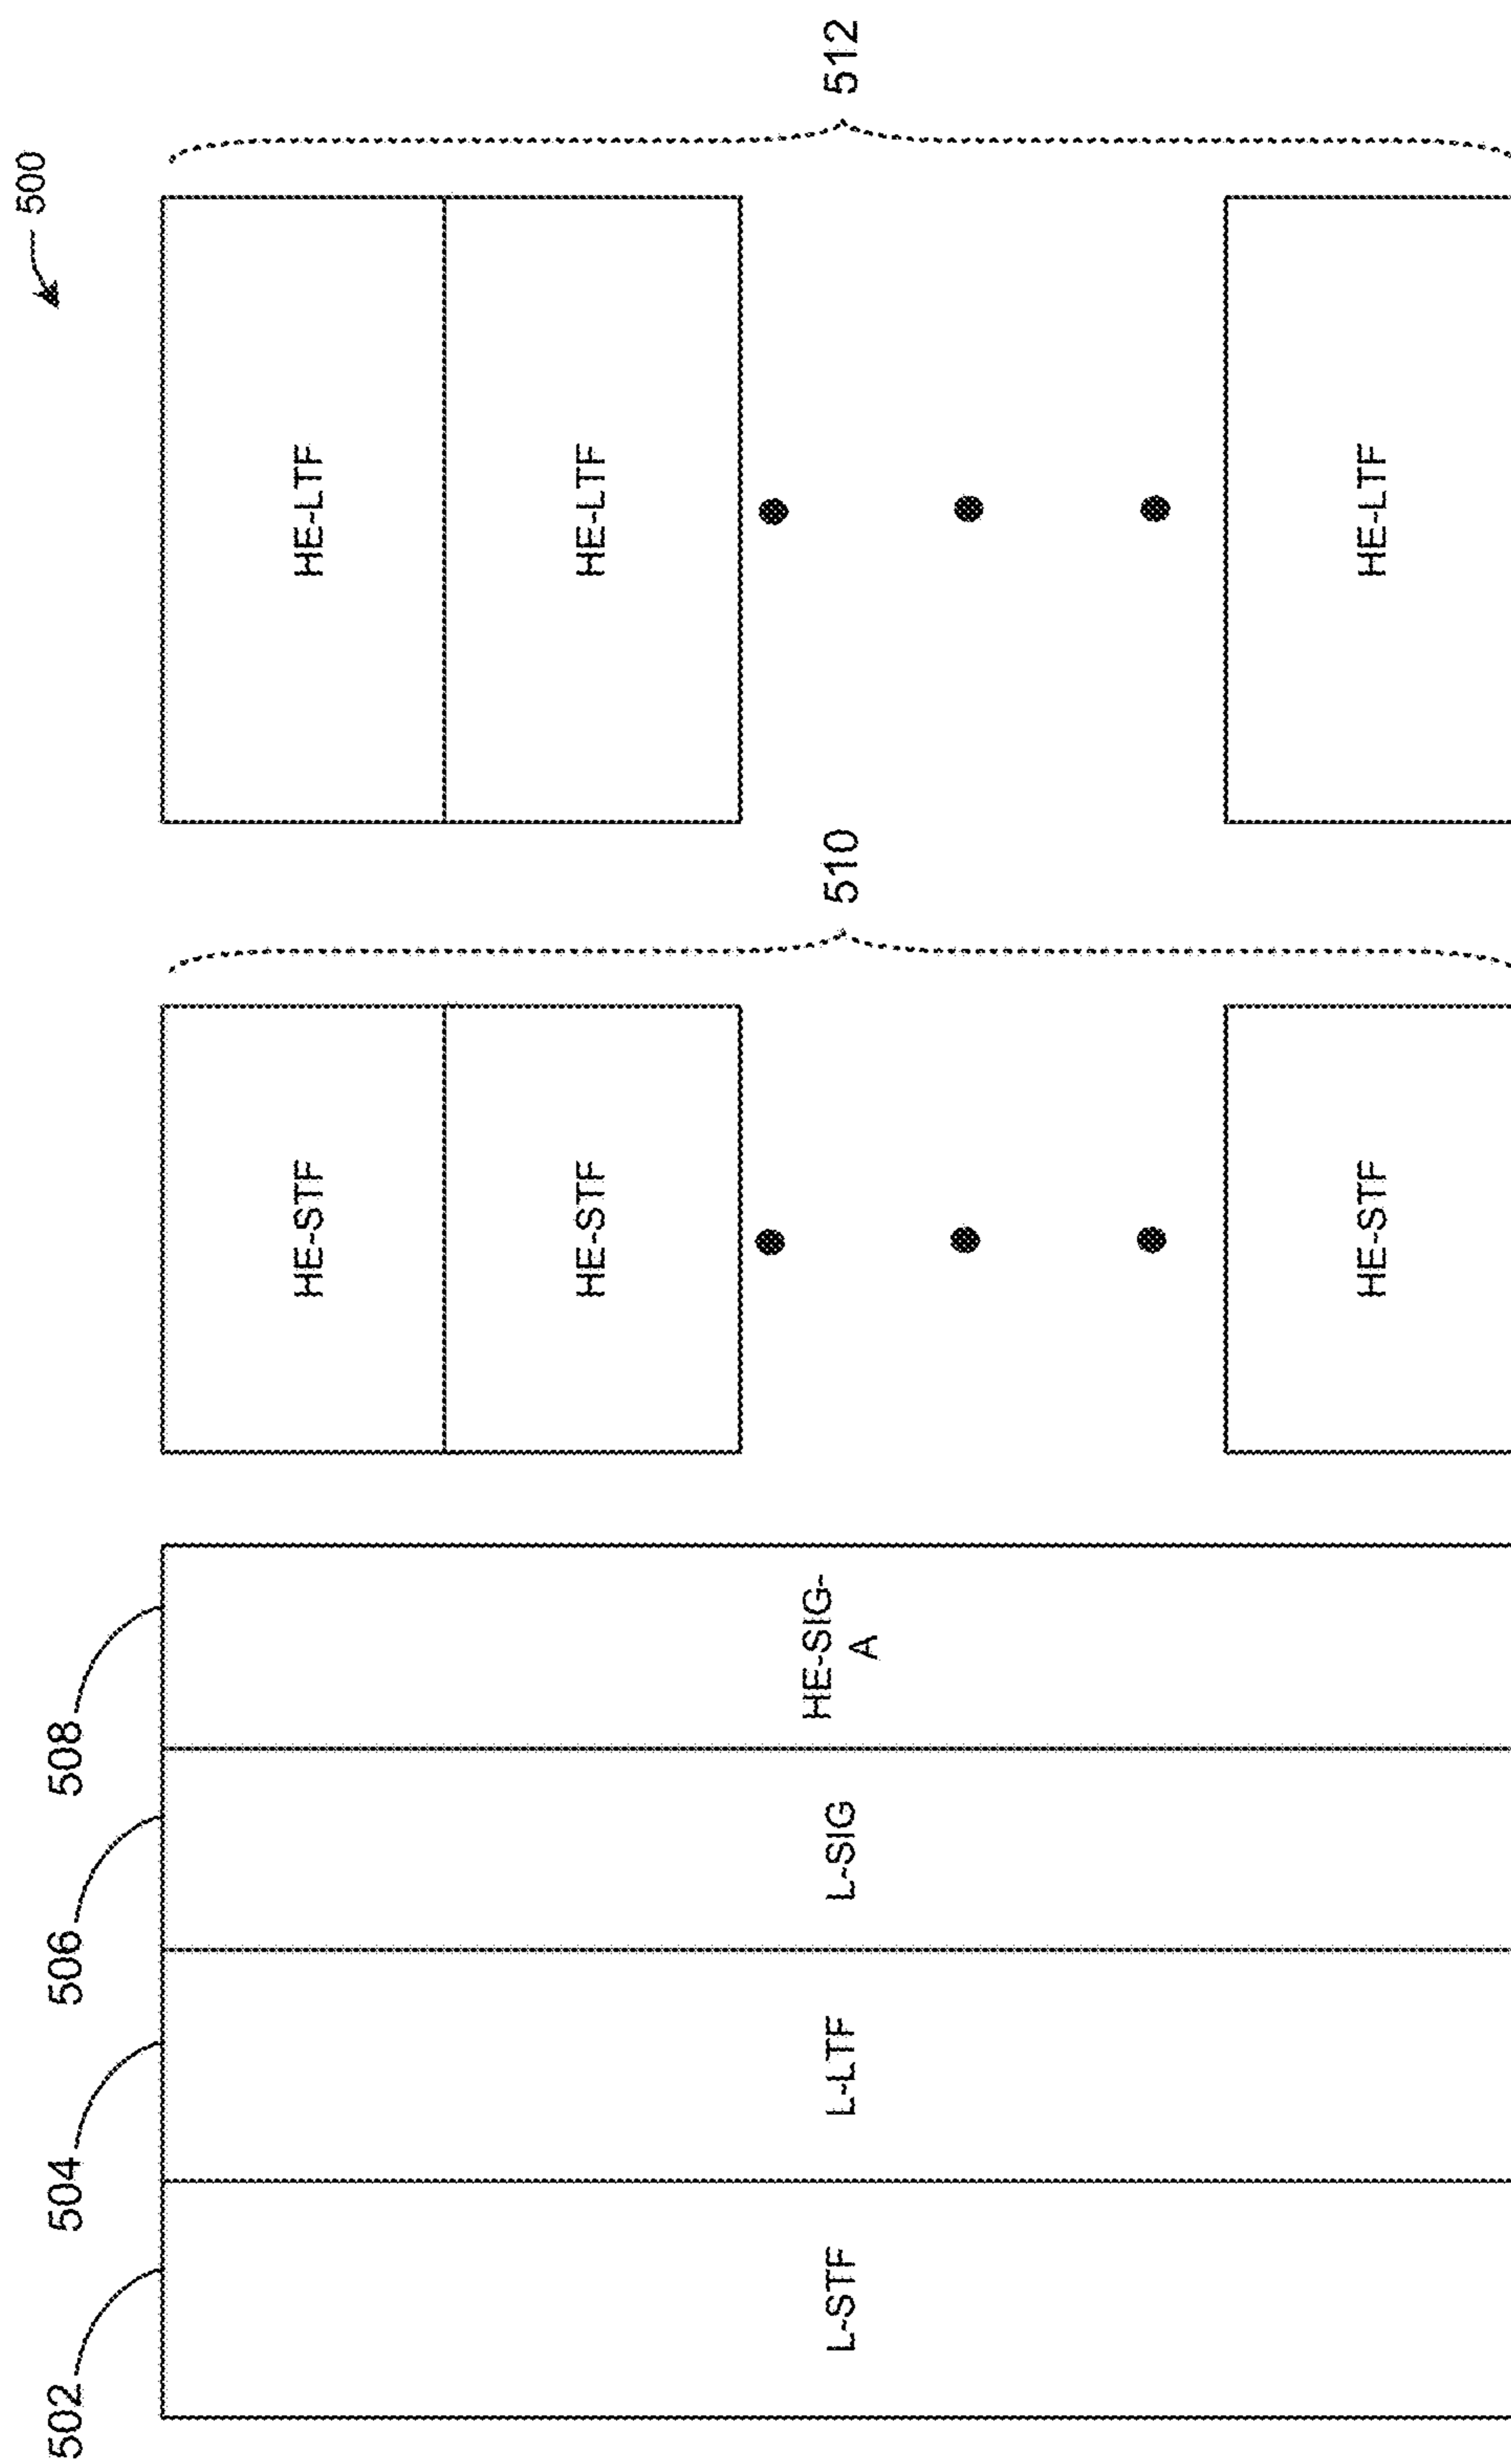 500
502
504
506
508
L-STF
L-LTF
L-SIG
HE-SIG-
A
HE-STF
HE-STF
HE-STF
510
HE-LTF
HE-LTF
HE-LTF
512